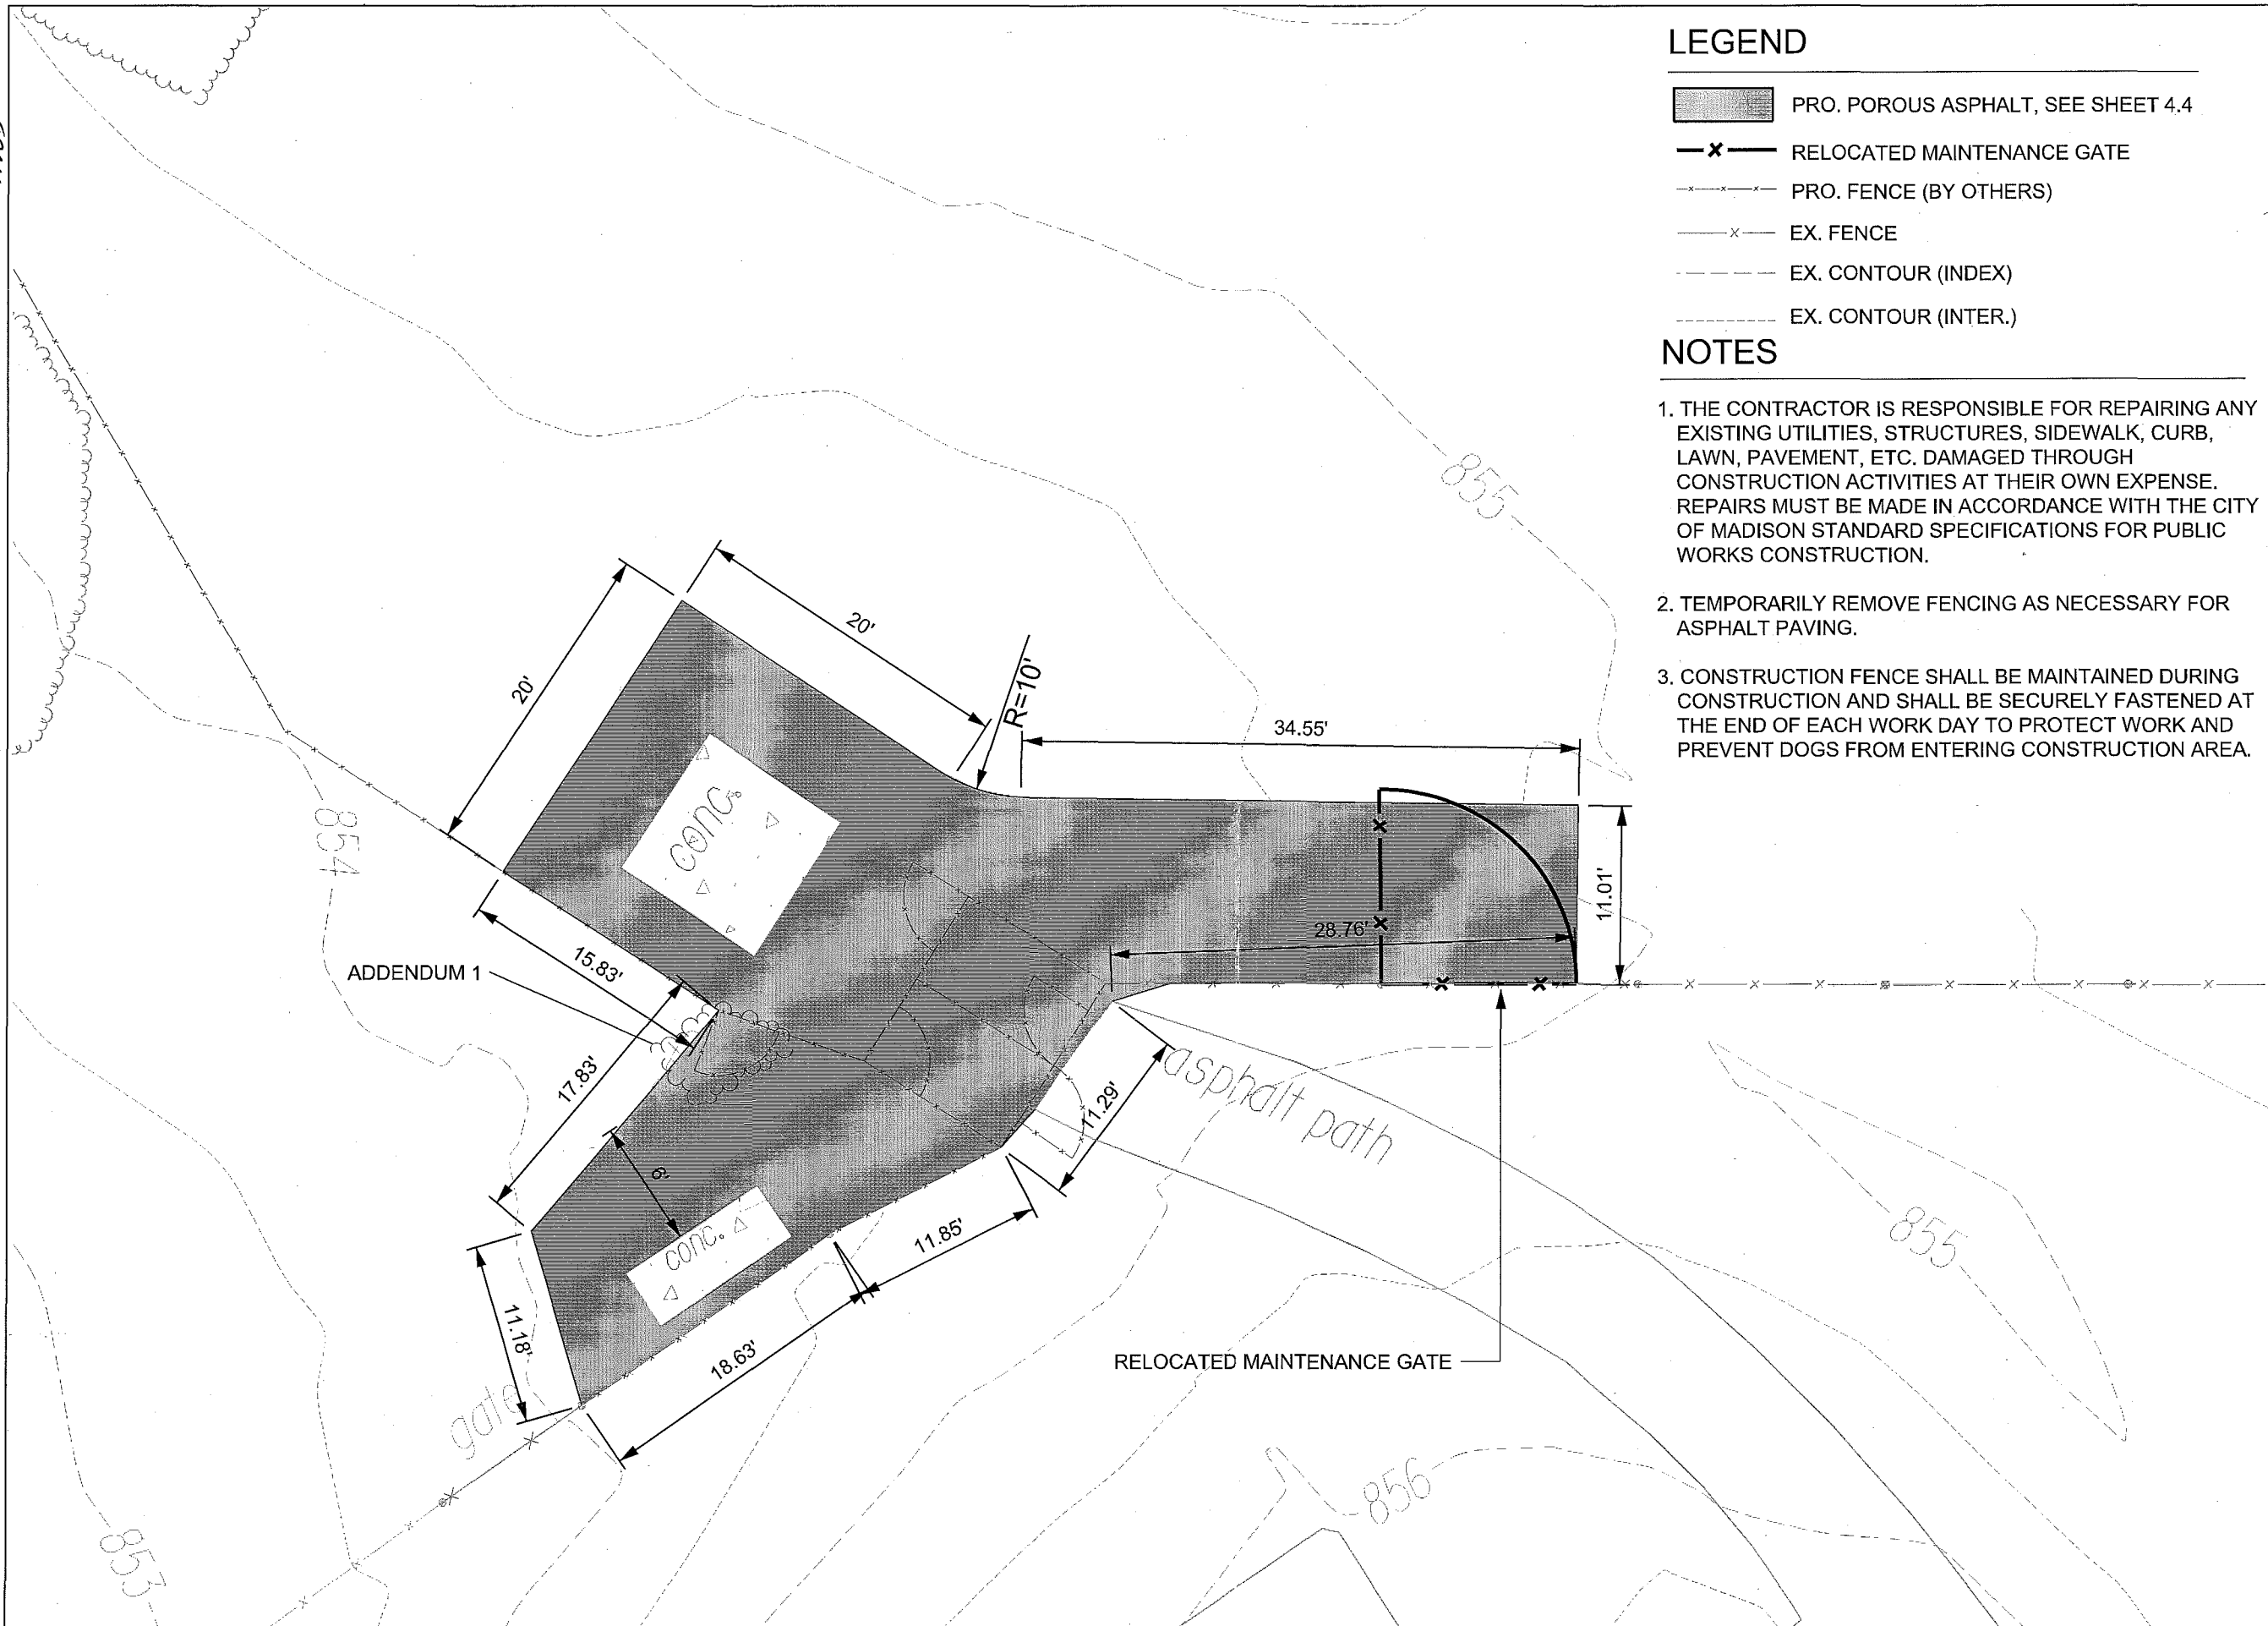 LEGEND
PRO. POROUS ASPHALT, SEE SHEET 4.4
RELOCATED MAINTENANCE GATE
PRO. FENCE (BY OTHERS)
EX. FENCE
EX. CONTOUR (INDEX)
EX. CONTOUR (INTER.)
NOTES
1. THE CONTRACTOR IS RESPONSIBLE FOR REPAIRING ANY
EXISTING UTILITIES, STRUCTURES, SIDEWALK, CURB,
LAWN, PAVEMENT, ETC. DAMAGED THROUGH
CONSTRUCTION ACTIVITIES AT THEIR OWN EXPENSE.
REPAIRS MUST BE MADE IN ACCORDANCE WITH THE CITY
OF MADISON STANDARD SPECIFICATIONS FOR PUBLIC
WORKS CONSTRUCTION.
2. TEMPORARILY REMOVE FENCING AS NECESSARY FOR
ASPHALT PAVING.
3. CONSTRUCTION FENCE SHALL BE MAINTAINED DURING
CONSTRUCTION AND SHALL BE SECURELY FASTENED AT
THE END OF EACH WORK DAY TO PROTECT WORK AND
PREVENT DOGS FROM ENTERING CONSTRUCTION AREA.
855
20'
20'
R=10'
34.55'
854
conc.
11.01'
28.76'
15.83'
ADDENDUM 1
17.83'
asphalt path
11.29'
6'
conc.
11.85'
855
11.18'
18.63'
RELOCATED MAINTENANCE GATE
gate
856
853